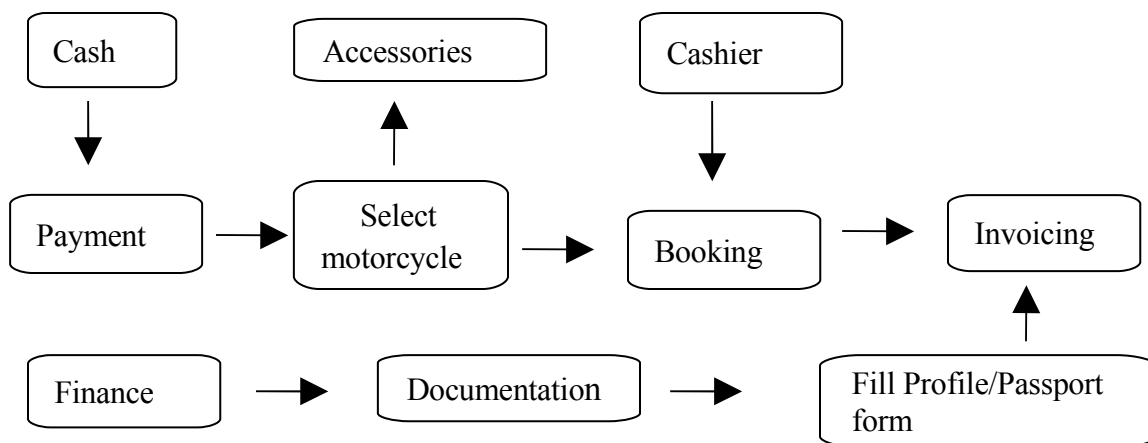 Cash
Accessories
Cashier
Payment
Select
motorcycle
Booking
Invoicing
Finance
Documentation
Fill Profile/Passport
form